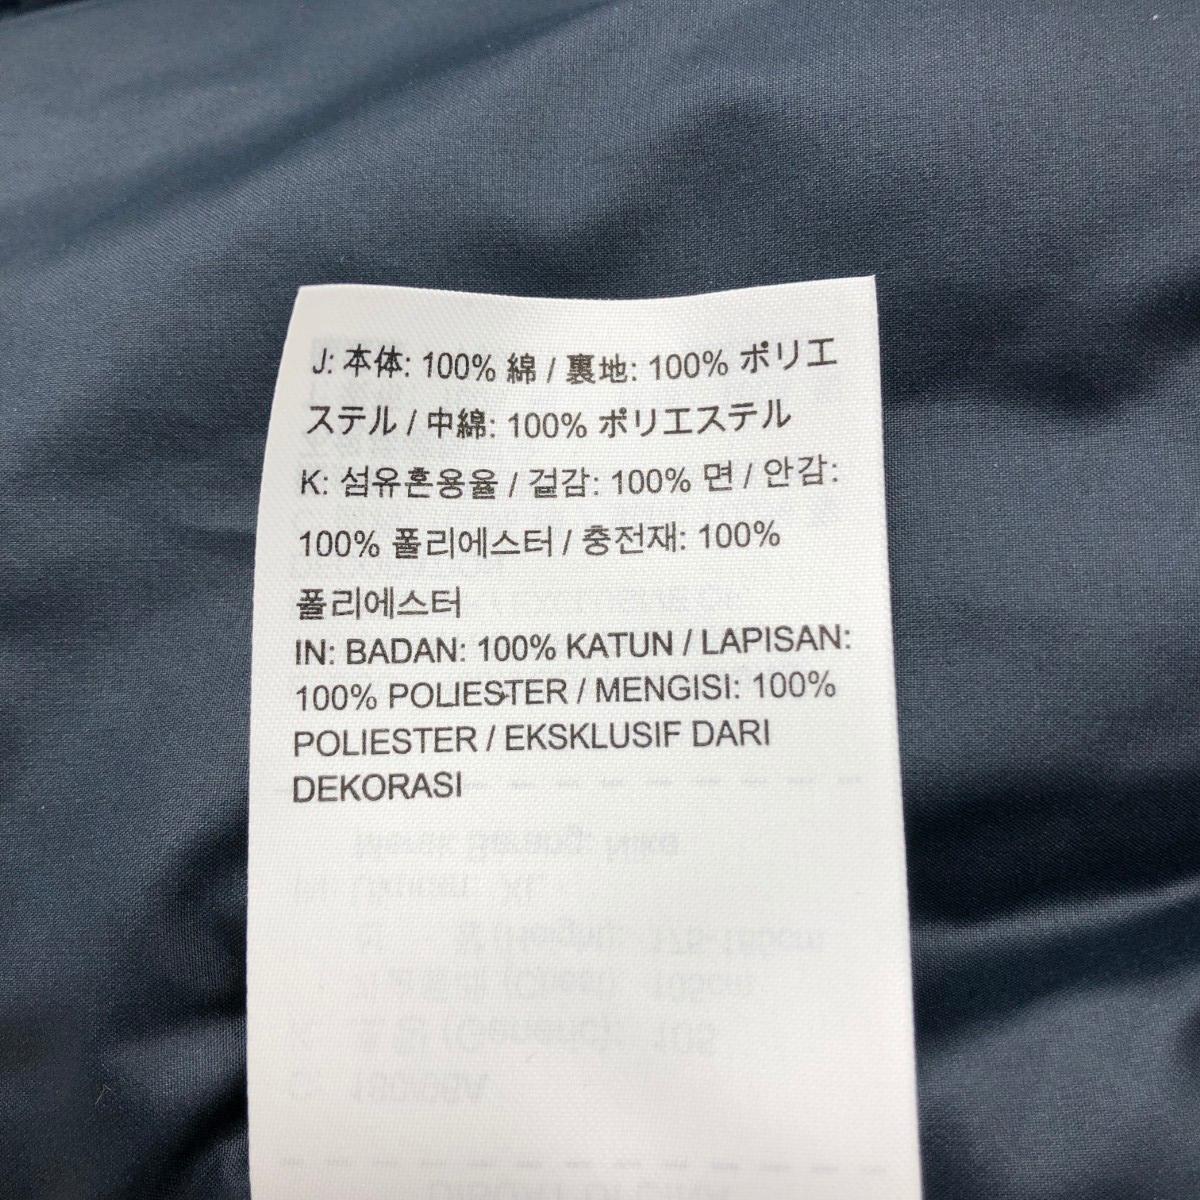 J: 本体: 100% 綿 / 裏地: 100% ポリエ
ステル / 中綿: 100% ポリエステル
K: 섬유혼용율 / 겉감: 100% 면 / 안감:
100% 폴리에스터 / 충전재: 100%
폴리에스터
IN: BADAN: 100% KATUN / LAPISAN:
100% POLIESTER / MENGISI: 100%
POLIESTER / EKSKLUSIF DARI
DEKORASI